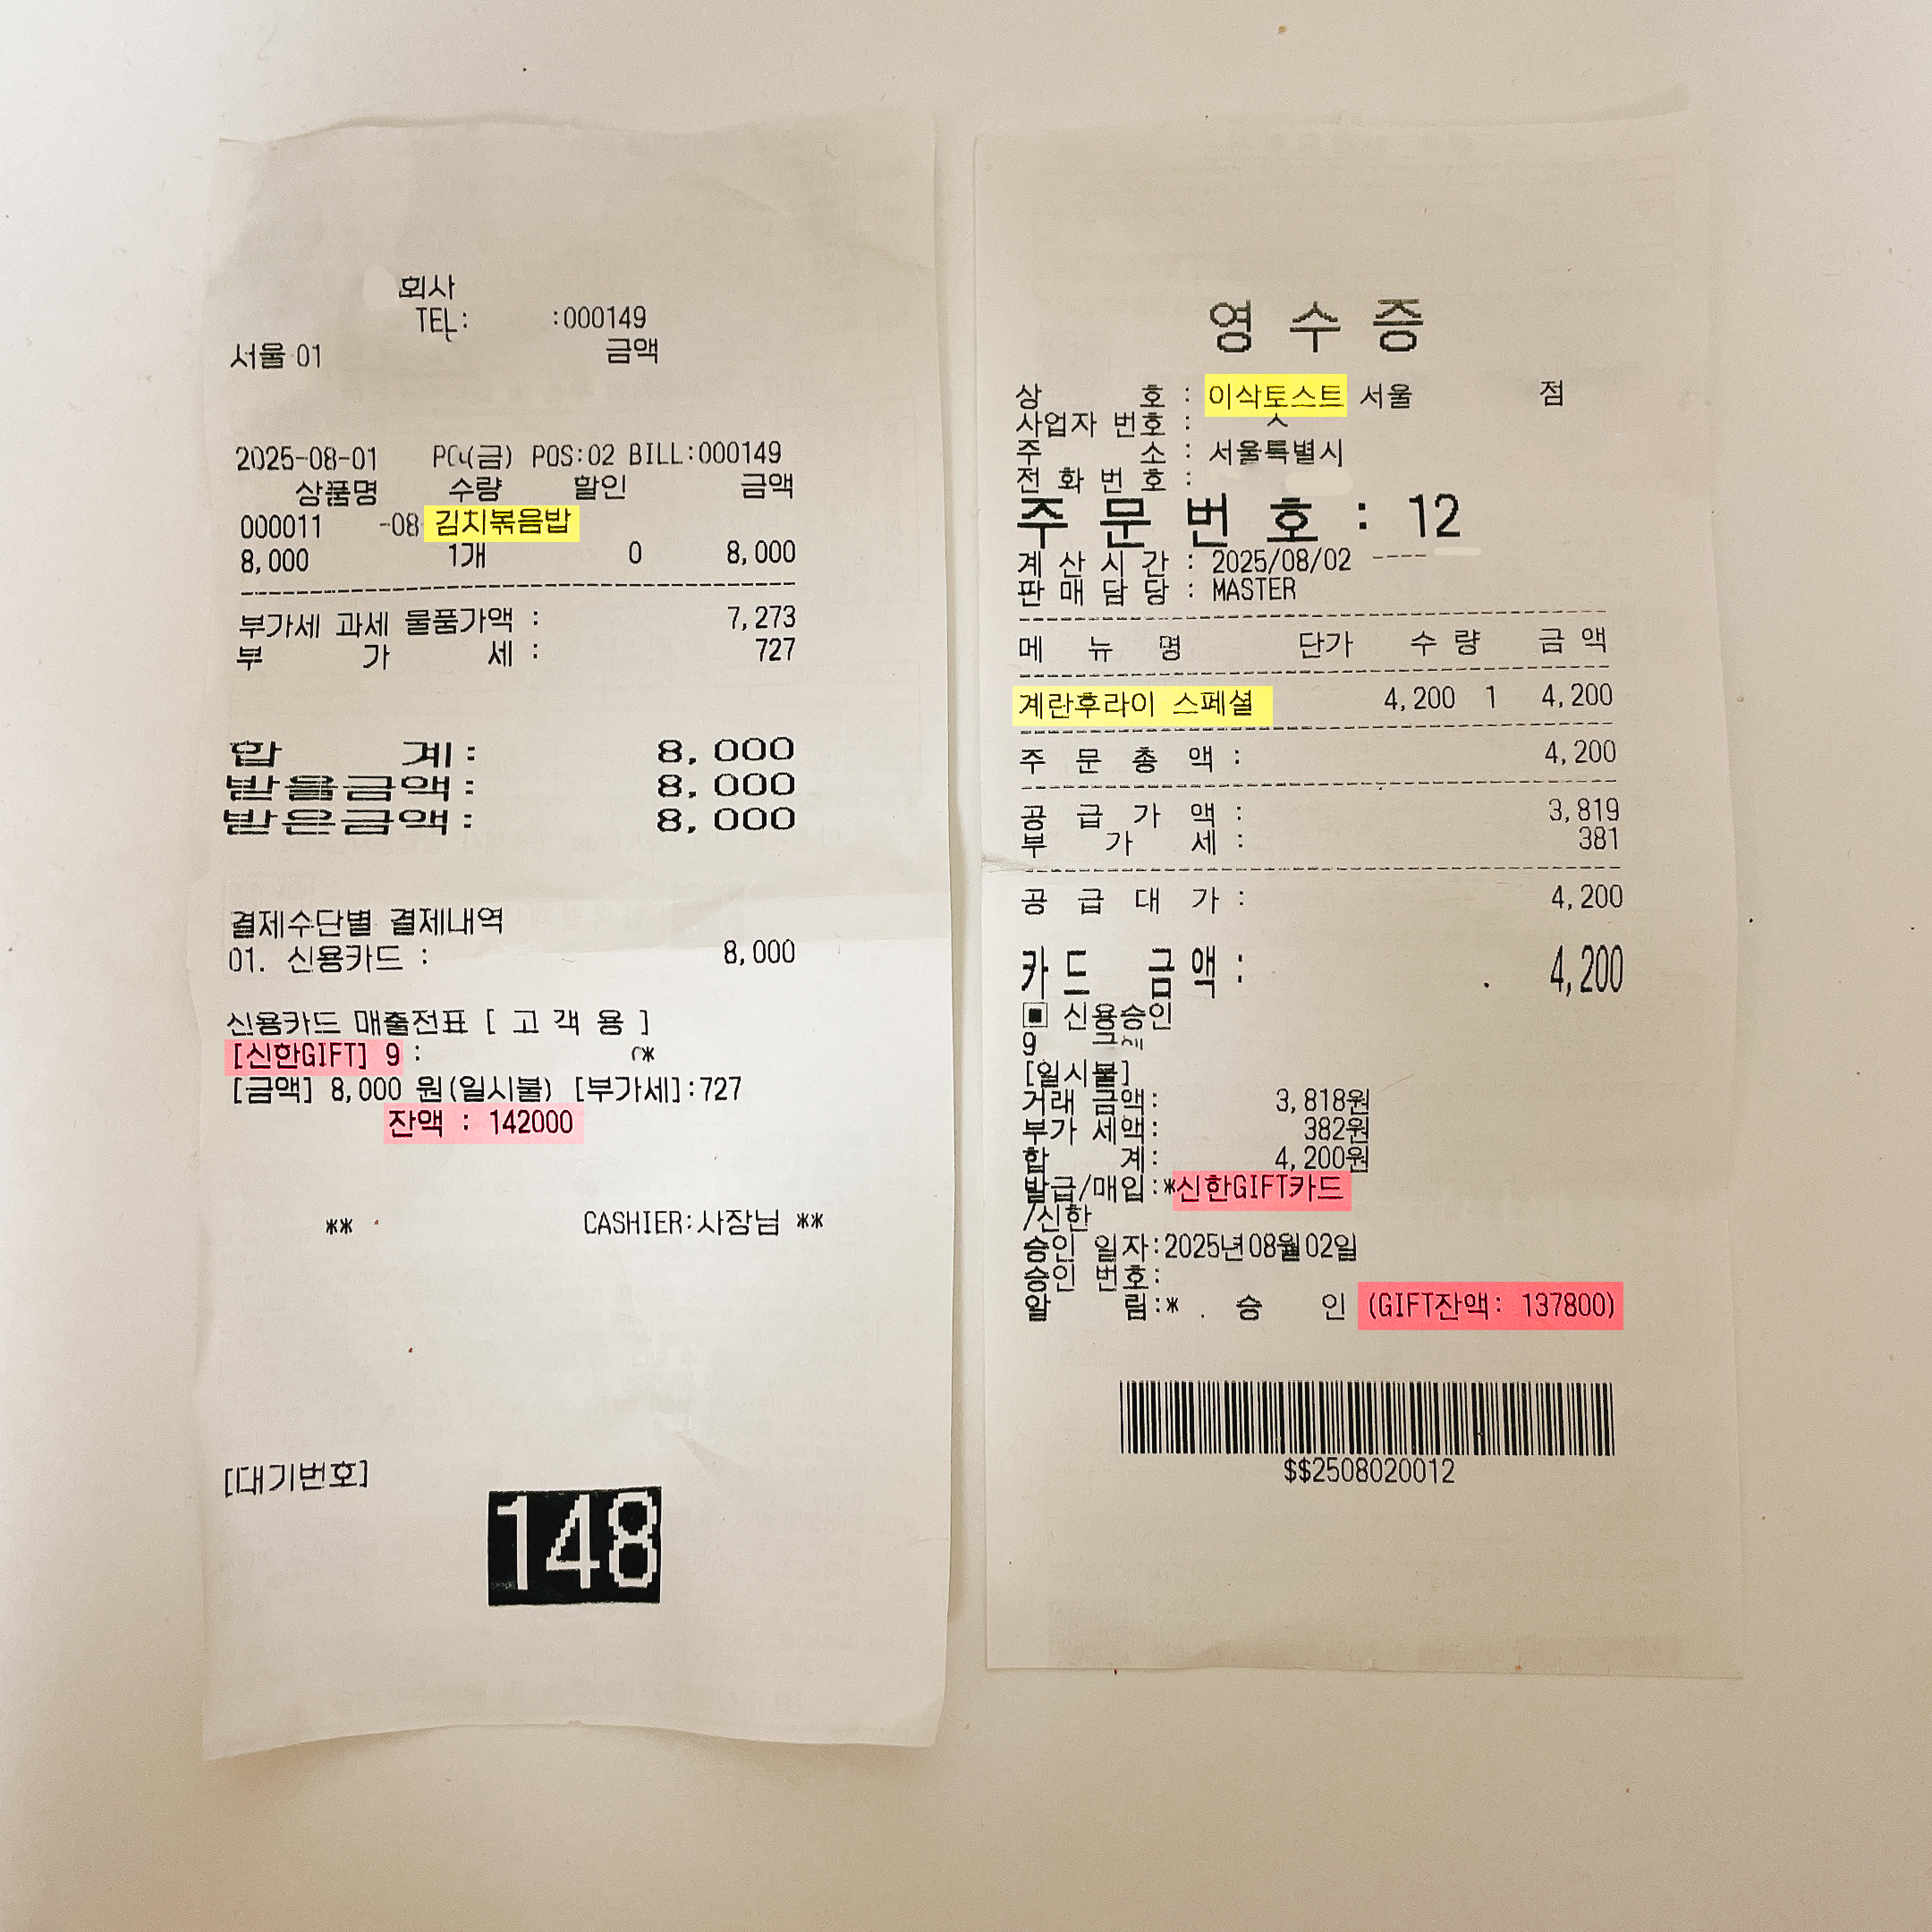 회사
TEL: :000149
서울 01 금액
2025-08-01 (금) POS:02 BILL:000149
상품명 수량 할인 금액
000011 -08 김치볶음밥
8,000 1개 0 8,000
부가세 과세 물품가액 : 7,273
부 가 세 : 727
합 계: 8,000
받을금액: 8,000
받은금액: 8,000
결제수단별 결제내역
01. 신용카드 : 8,000
신용카드 매출전표 [ 고 객 용 ]
[신한GIFT] 9 : *
[금액] 8,000 원(일시불) [부가세]:727
잔액 : 142000
** CASHIER:사장님 **
[대기번호]
148
영 수 증
상 호 : 이삭토스트 서울 점
사업자 번호 :
주 소 : 서울특별시
전 화 번 호 :
주 문 번 호 : 12
계 산 시 간 : 2025/08/02
판 매 담 당 : MASTER
메 뉴 명 단가 수 량 금 액
계란후라이 스페셜 4,200 1 4,200
주 문 총 액 : 4,200
공 급 가 액 : 3,819
부 가 세 : 381
공 급 대 가 : 4,200
카 드 금 액 : 4,200
▣ 신용승인
9
[일시불]
거래 금액: 3,818원
부가 세액: 382원
합 계: 4,200원
발급/매입:*신한GIFT카드
/신한
승인 일자:2025년08월02일
승인 번호:
알 림:* . 승 인 (GIFT잔액: 137800)
$$2508020012